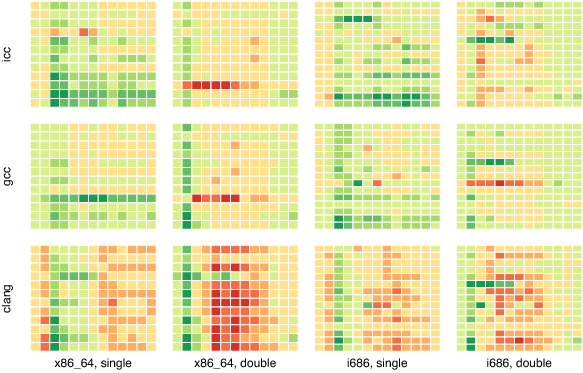 icc
gcc
clang
x86_64, single
x86_64, double
i686, single
i686, double